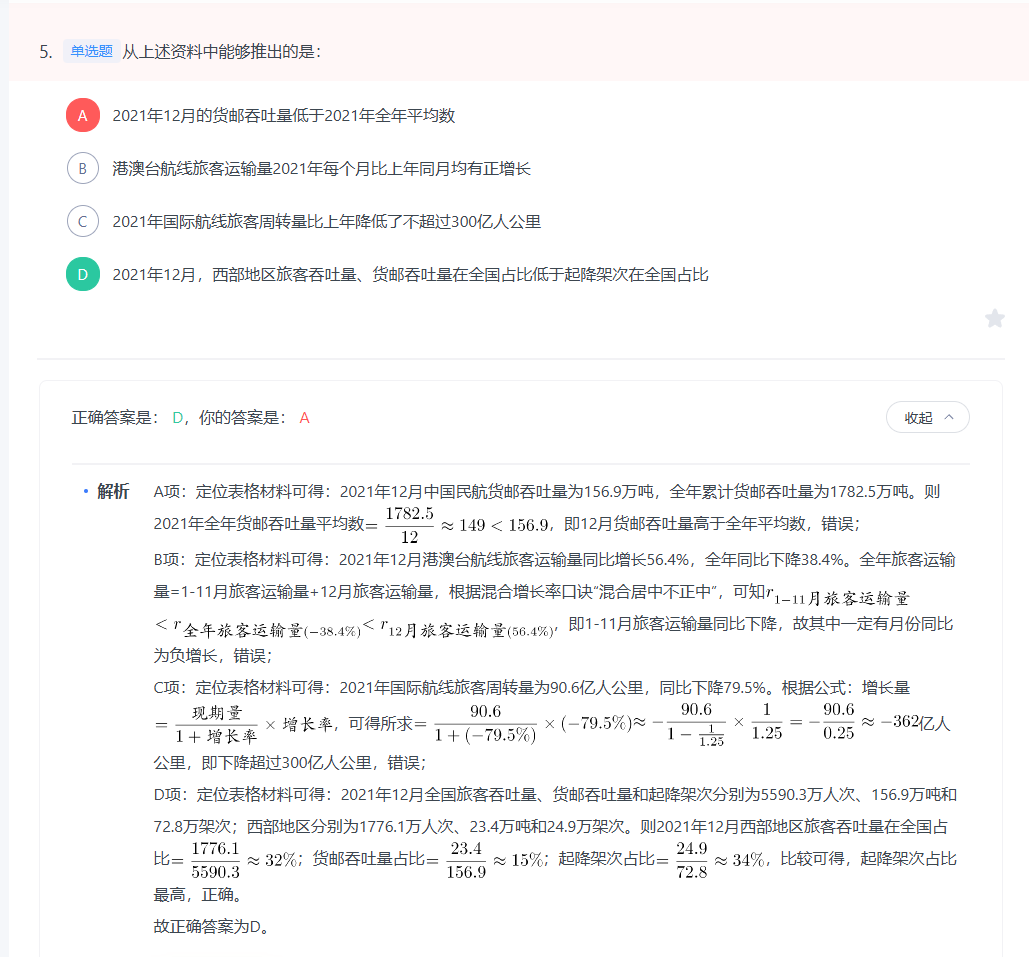 5. 单选题 从上述资料中能够推出的是：
A 2021年12月的货邮吞吐量低于2021年全年平均数
B 港澳台航线旅客运输量2021年每个月比上年同月均有正增长
C 2021年国际航线旅客周转量比上年降低了不超过300亿人公里
D 2021年12月，西部地区旅客吞吐量、货邮吞吐量在全国占比低于起降架次在全国占比
正确答案是： D，你的答案是： A
收起
• 解析 A项：定位表格材料可得：2021年12月中国民航货邮吞吐量为156.9万吨，全年累计货邮吞吐量为1782.5万吨。则
2021年全年货邮吞吐量平均数= 1782.5/12 ≈ 149 < 156.9，即12月货邮吞吐量高于全年平均数，错误；
B项：定位表格材料可得：2021年12月港澳台航线旅客运输量同比增长56.4%，全年同比下降38.4%。全年旅客运输
量=1-11月旅客运输量+12月旅客运输量，根据混合增长率口诀“混合居中不正中”，可知r1−11月旅客运输量
< r全年旅客运输量(−38.4%) < r12月旅客运输量(56.4%)，即1-11月旅客运输量同比下降，故其中一定有月份同比
为负增长，错误；
C项：定位表格材料可得：2021年国际航线旅客周转量为90.6亿人公里，同比下降79.5%。根据公式：增长量
= 现期量/(1 + 增长率) × 增长率，可得所求= 90.6/(1 + (−79.5%)) × (−79.5%)≈ − 90.6/(1 − 1/1.25) × 1/1.25 = − 90.6/0.25 ≈ −362亿人
公里，即下降超过300亿人公里，错误；
D项：定位表格材料可得：2021年12月全国旅客吞吐量、货邮吞吐量和起降架次分别为5590.3万人次、156.9万吨和
72.8万架次；西部地区分别为1776.1万人次、23.4万吨和24.9万架次。则2021年12月西部地区旅客吞吐量在全国占
比= 1776.1/5590.3 ≈ 32%；货邮吞吐量占比= 23.4/156.9 ≈ 15%；起降架次占比= 24.9/72.8 ≈ 34%，比较可得，起降架次占比
最高，正确。
故正确答案为D。